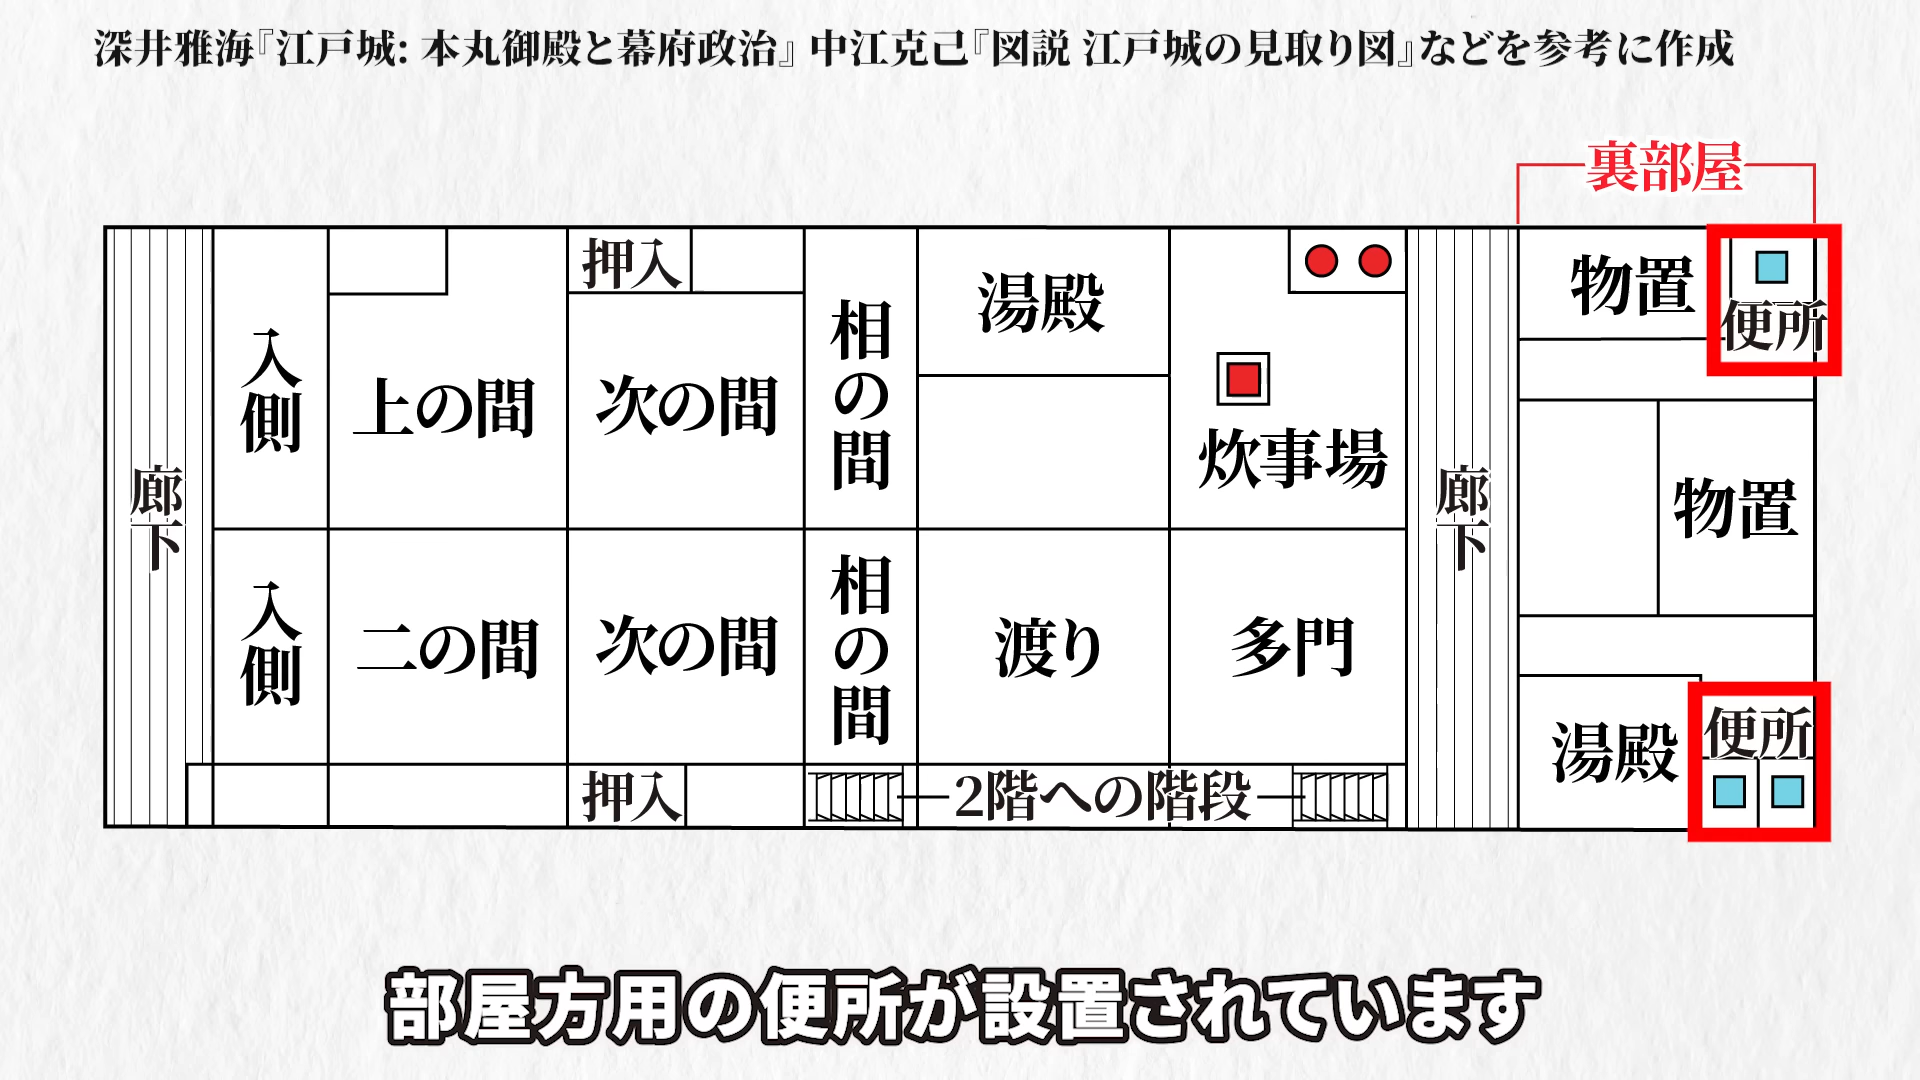 深井雅海『江戸城: 本丸御殿と幕府政治』 中江克己『図説 江戸城の見取り図』などを参考に作成
裏部屋
廊下
入側
上の間
押入
次の間
相の間
湯殿
炊事場
廊下
物置
便所
物置
入側
二の間
次の間
相の間
渡り
多門
押入
2階への階段
湯殿
便所
部屋方用の便所が設置されています